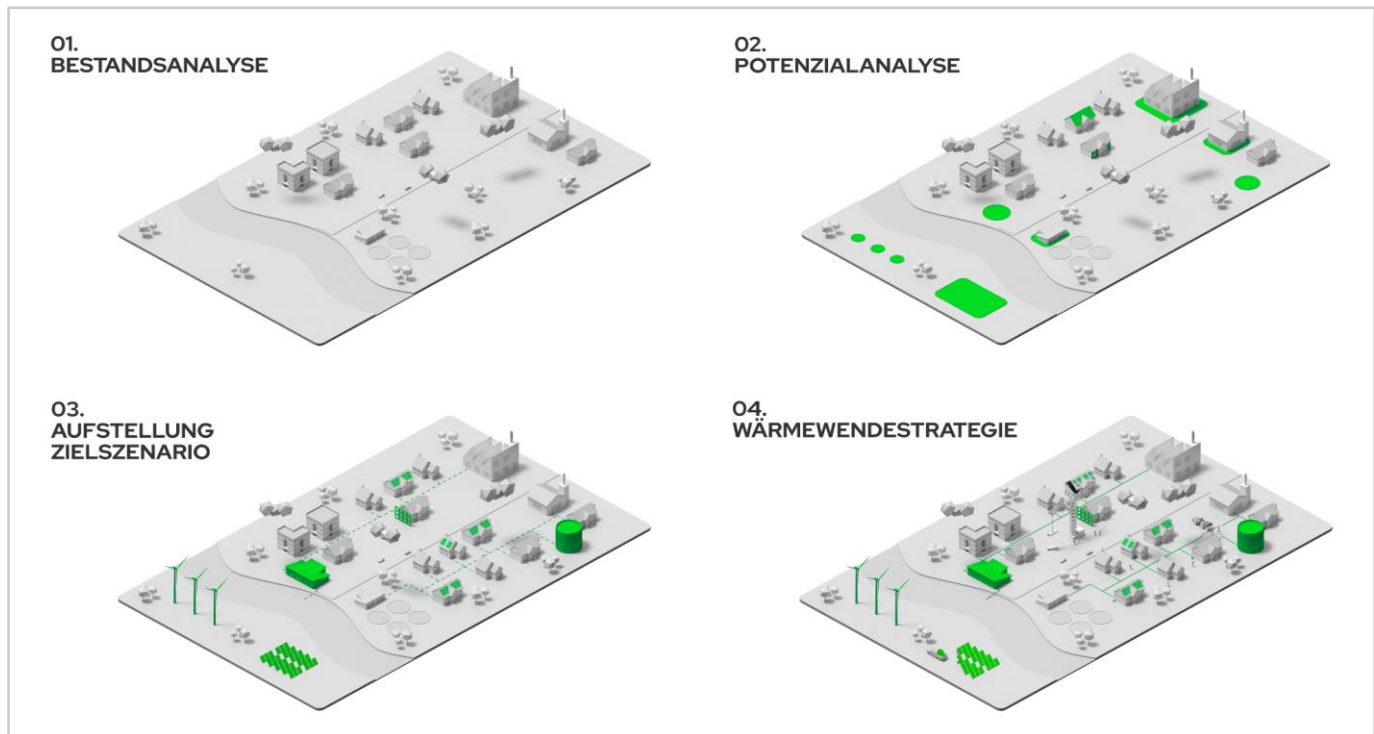 01.
BESTANDSANALYSE
02.
POTENZIALANALYSE
03.
AUFSTELLUNG
ZIELSZENARIO
04.
WÄRMEWENDESTRATEGIE